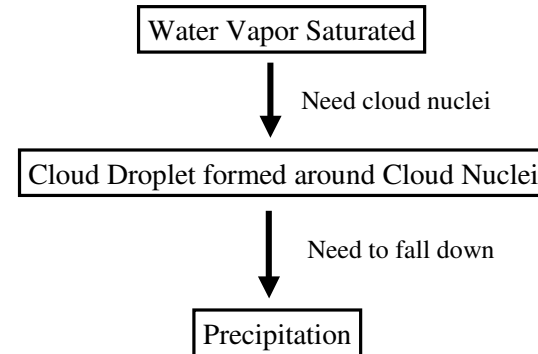 Water Vapor Saturated
Need cloud nuclei
Cloud Droplet formed around Cloud Nuclei
Need to fall down
Precipitation